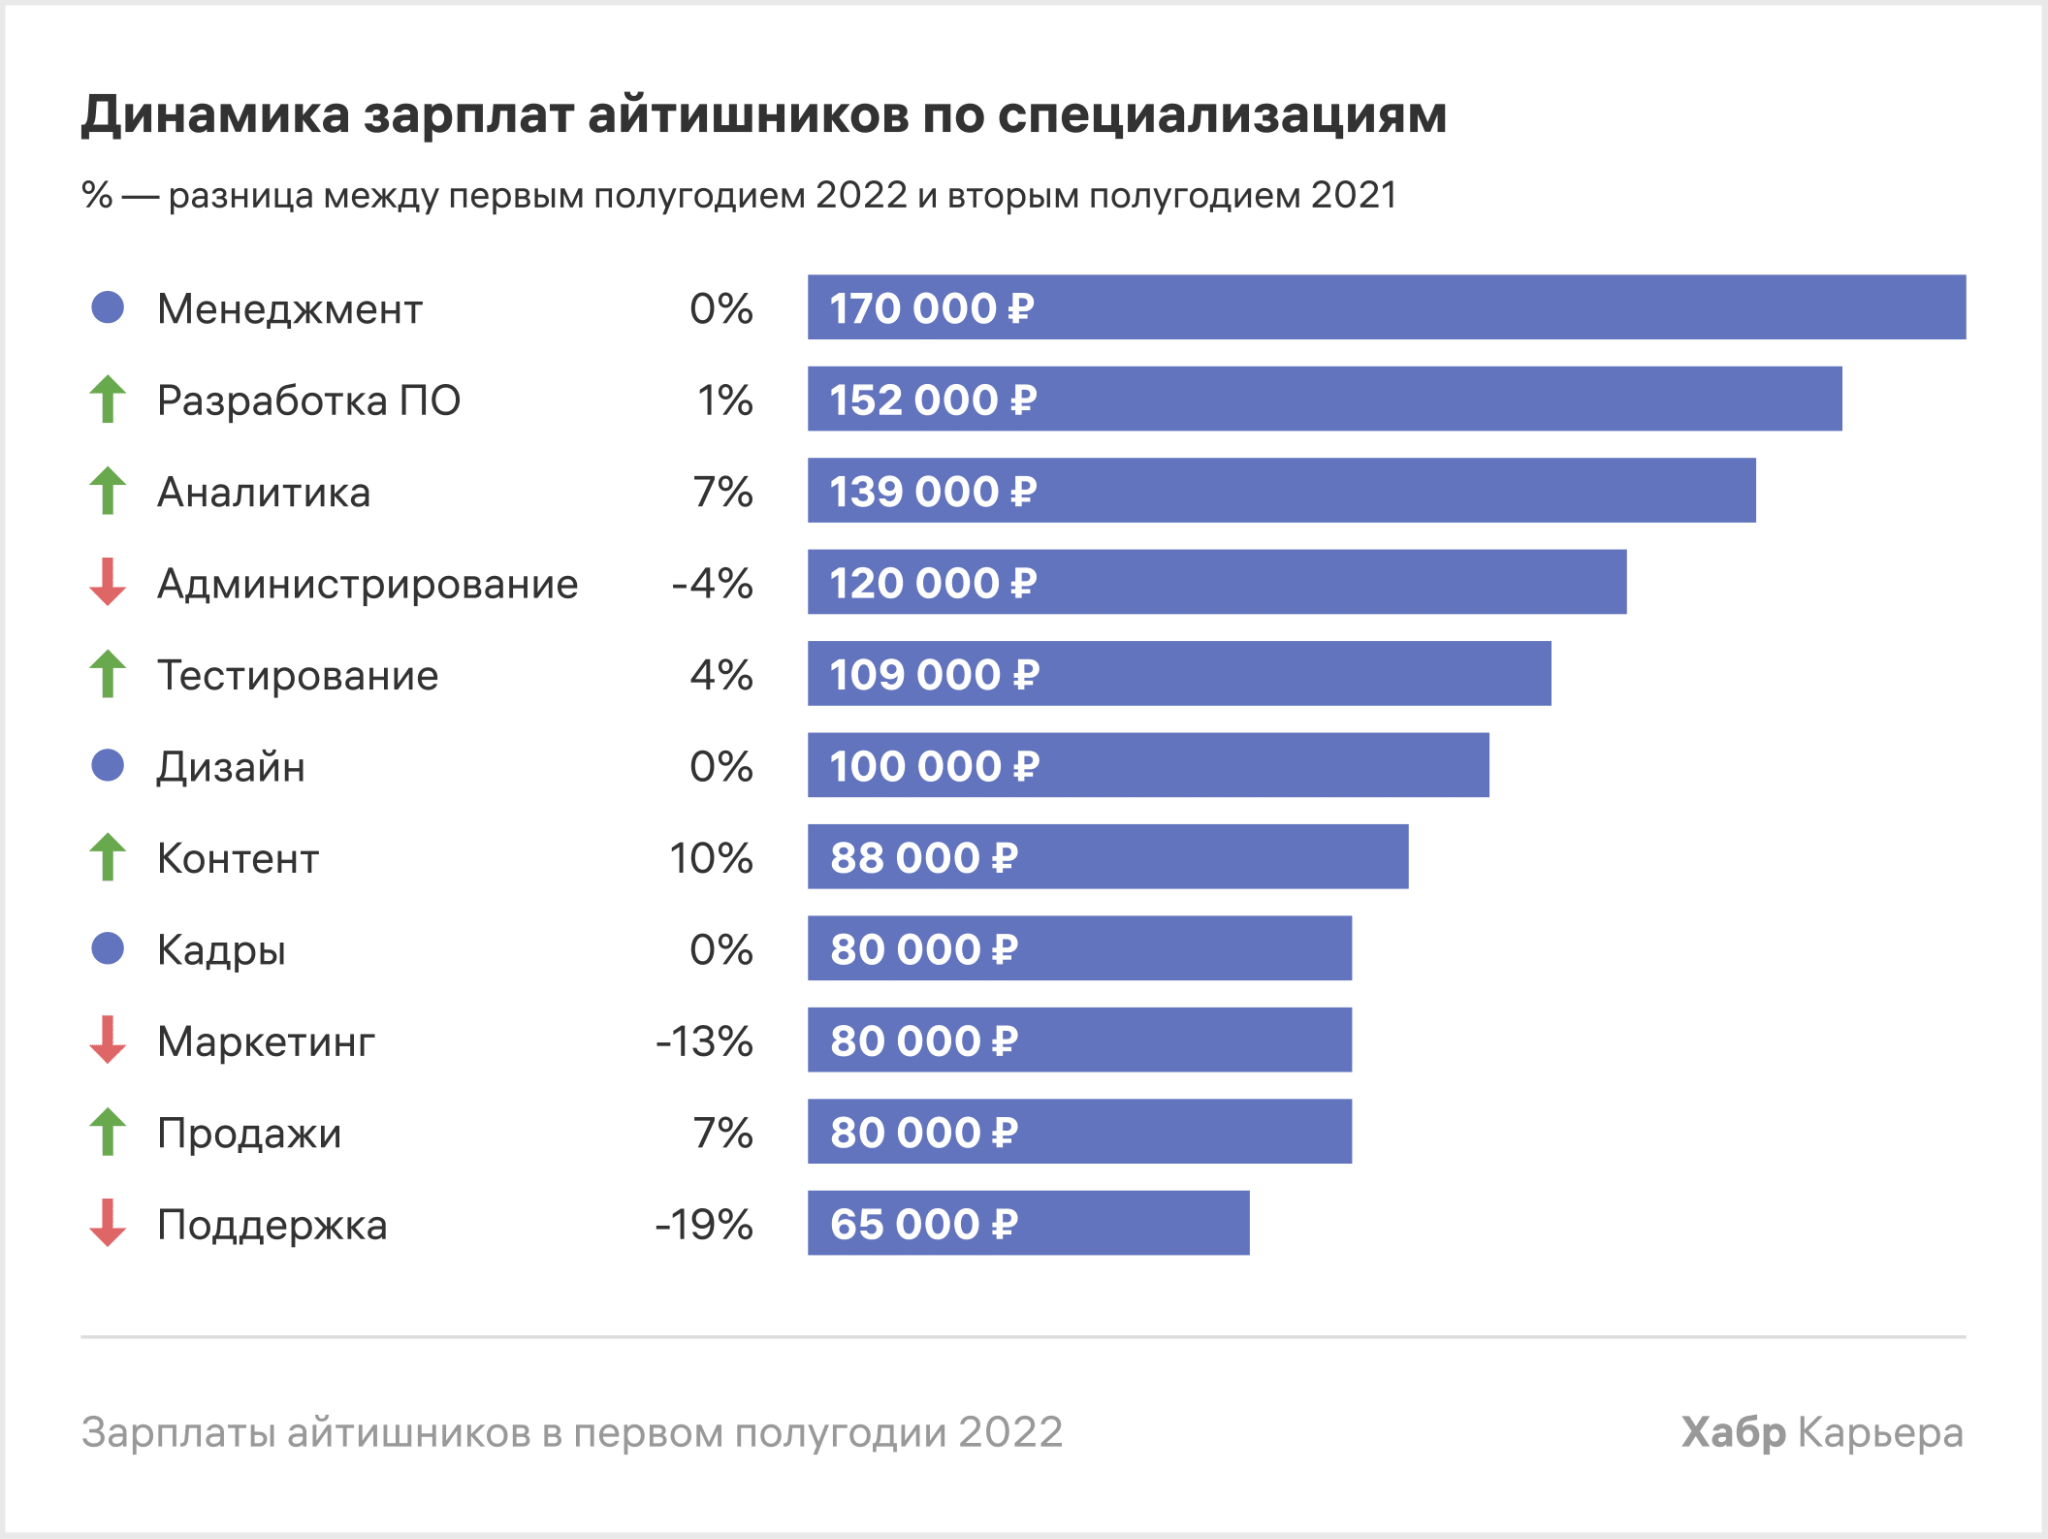 Динамика зарплат айтишников по специализациям
% — разница между первым полугодием 2022 и вторым полугодием 2021
Менеджмент 0% 170 000 ₽
Разработка ПО 1% 152 000 ₽
Аналитика 7% 139 000 ₽
Администрирование -4% 120 000 ₽
Тестирование 4% 109 000 ₽
Дизайн 0% 100 000 ₽
Контент 10% 88 000 ₽
Кадры 0% 80 000 ₽
Маркетинг -13% 80 000 ₽
Продажи 7% 80 000 ₽
Поддержка -19% 65 000 ₽
Зарплаты айтишников в первом полугодии 2022 Хабр Карьера